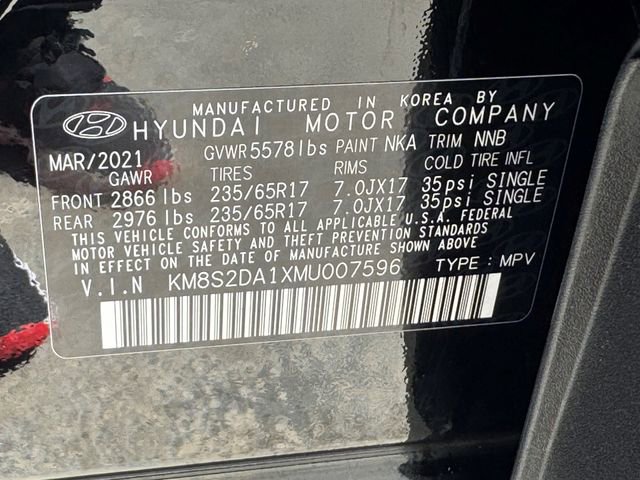 MANUFACTURED IN KOREA BY
HYUNDAI MOTOR COMPANY
MAR/2021 GVWR5578lbs PAINT NKA TRIM NNB
GAWR TIRES RIMS COLD TIRE INFL
FRONT 2866lbs 235/65R17 7.0JX17 35psi SINGLE
REAR 2976lbs 235/65R17 7.0JX17 35psi SINGLE
THIS VEHICLE CONFORMS TO ALL APPLICABLE U.S.A. FEDERAL
MOTOR VEHICLE SAFETY AND THEFT PREVENTION STANDARDS
IN EFFECT ON THE DATE OF MANUFACTURE SHOWN ABOVE.
V.I.N KM8S2DA1XMU007596 TYPE : MPV